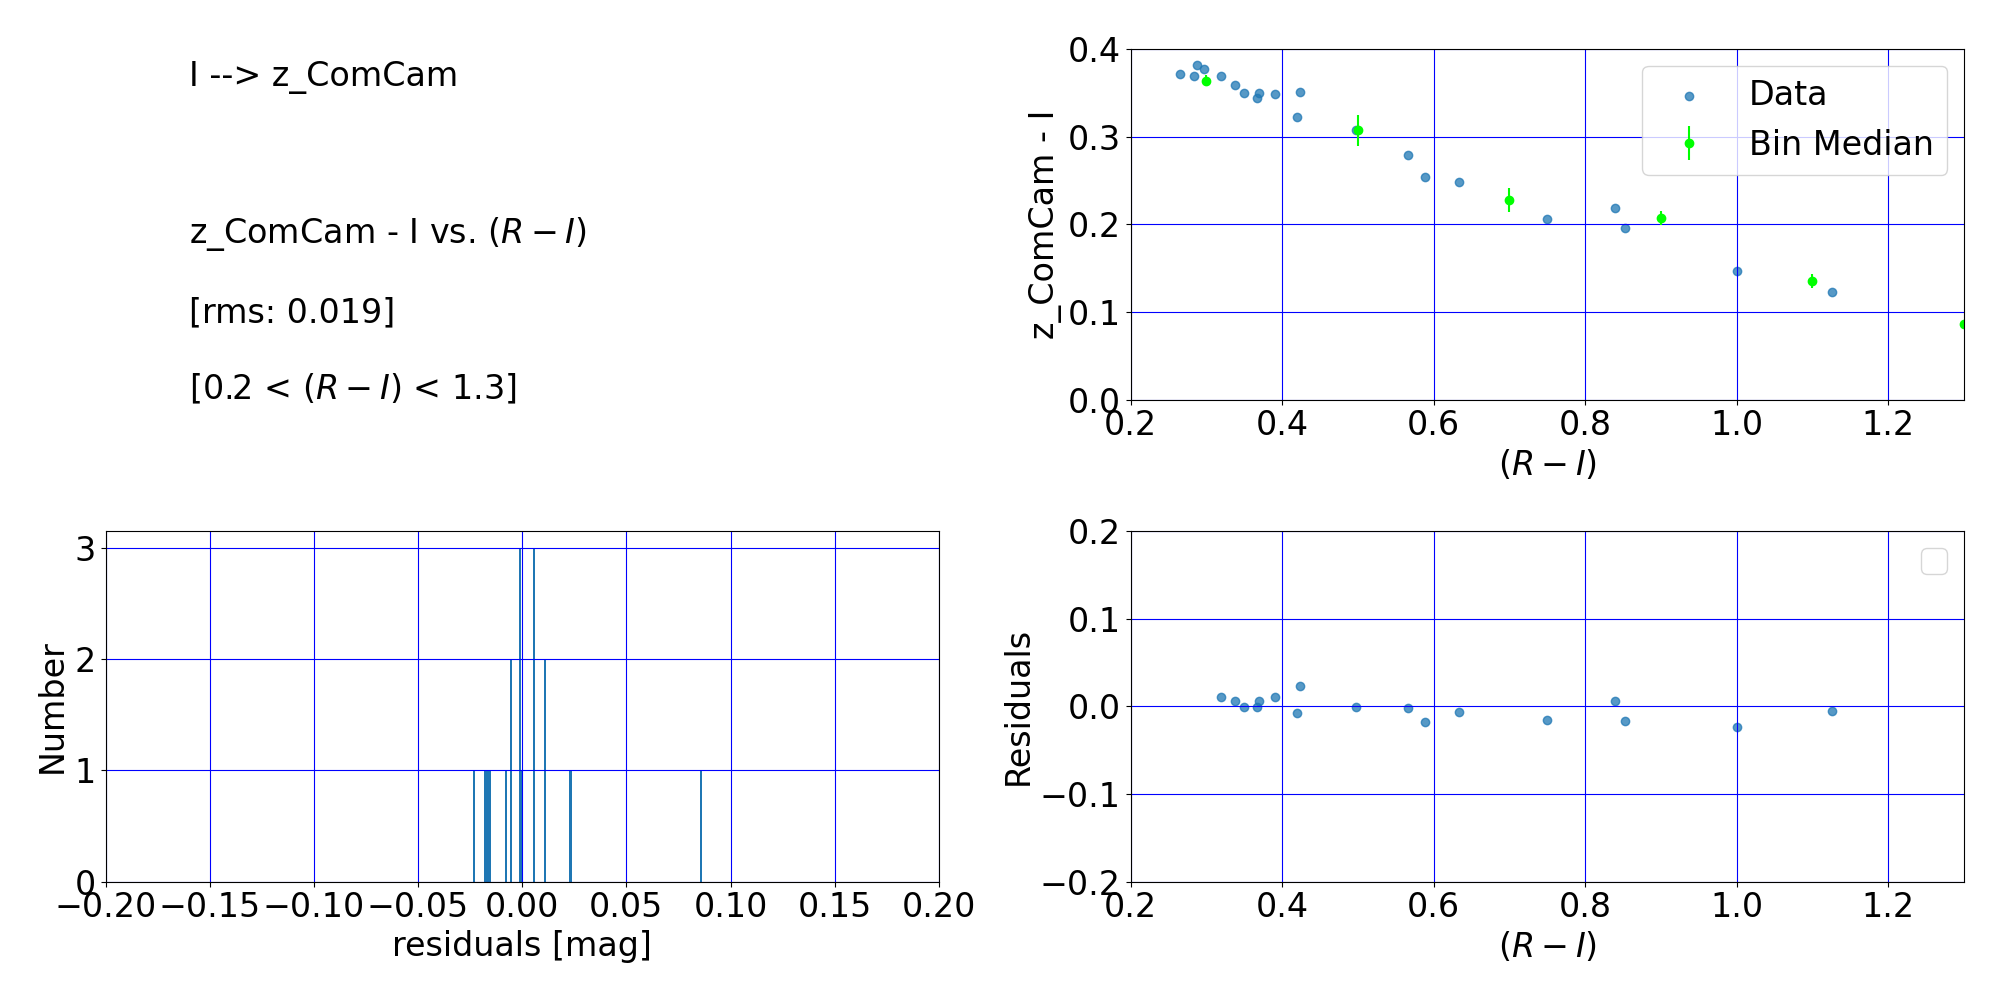 I --> z_ComCam
z_ComCam - I vs. (R − I)
[rms: 0.019]
[0.2 < (R − I) < 1.3]
0.4
0.3
0.2
0.1
0.0
z_ComCam - I
Data
Bin Median
0.2 0.4 0.6 0.8 1.0 1.2
(R − I)
3
2
1
0
Number
−0.20 −0.15 −0.10 −0.05 0.00 0.05 0.10 0.15 0.20
residuals [mag]
0.2
0.1
0.0
−0.1
−0.2
Residuals
0.2 0.4 0.6 0.8 1.0 1.2
(R − I)